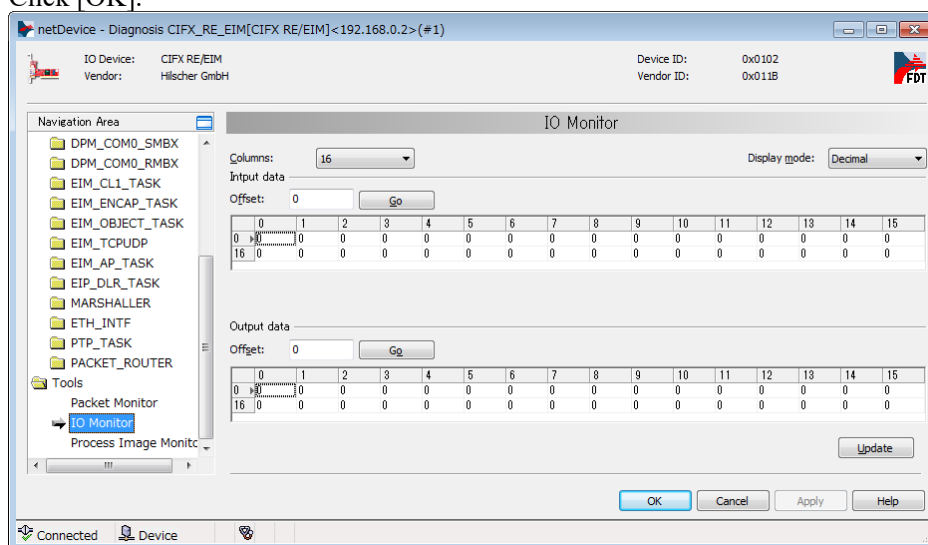 Click [OK].
netDevice - Diagnosis CIFX_RE_EIM[CIFX RE/EIM]<192.168.0.2>(#1)
IO Device: CIFX RE/EIM Device ID: 0x0102
Vendor: Hilscher GmbH Vendor ID: 0x011B
FDT
Navigation Area
IO Monitor
DPM_COM0_SMBX
DPM_COM0_RMBX
EIM_CL1_TASK
EIM_ENCAP_TASK
EIM_OBJECT_TASK
EIM_TCPUDP
EIM_AP_TASK
EIP_DLR_TASK
MARSHALLER
ETH_INTF
PTP_TASK
PACKET_ROUTER
Tools
Packet Monitor
IO Monitor
Process Image Monitc
Columns: 16 Display mode: Decimal
Intput data
Offset: 0 Go
0 1 2 3 4 5 6 7 8 9 10 11 12 13 14 15
0 0 0 0 0 0 0 0 0 0 0 0 0 0 0 0 0
16 0 0 0 0 0 0 0 0 0 0 0 0 0 0 0 0
Output data
Offset: 0 Go
0 1 2 3 4 5 6 7 8 9 10 11 12 13 14 15
0 0 0 0 0 0 0 0 0 0 0 0 0 0 0 0 0
16 0 0 0 0 0 0 0 0 0 0 0 0 0 0 0 0
Update
OK Cancel Apply Help
Connected Device